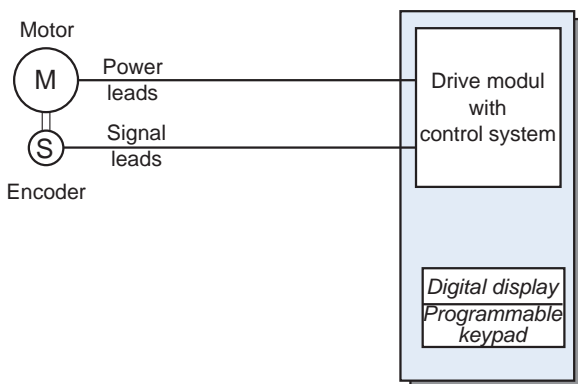 Motor
M
Power
leads
Signal
leads
S
Encoder
Drive modul
with
control system
Digital display
Programmable
keypad